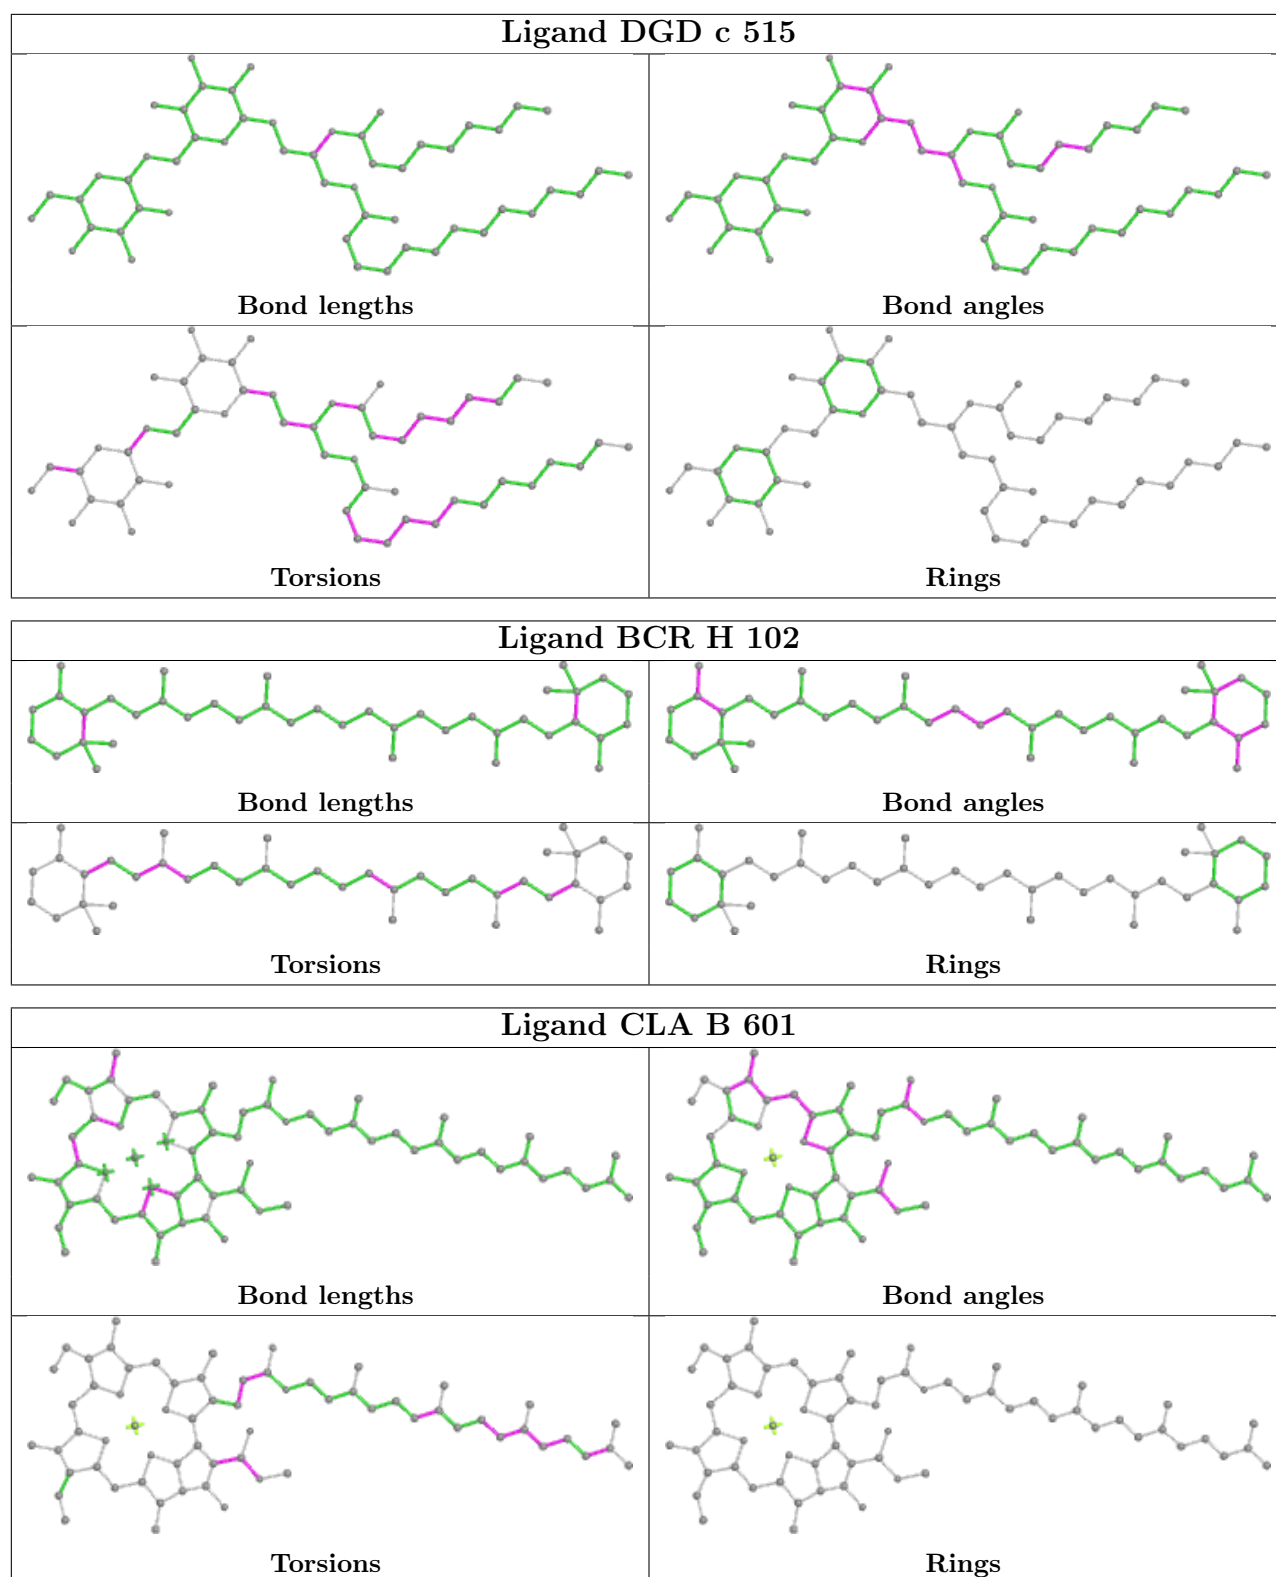 Ligand DGD c 515
Bond lengths
Bond angles
Torsions
Rings
Ligand BCR H 102
Bond lengths
Bond angles
Torsions
Rings
Ligand CLA B 601
Bond lengths
Bond angles
Torsions
Rings